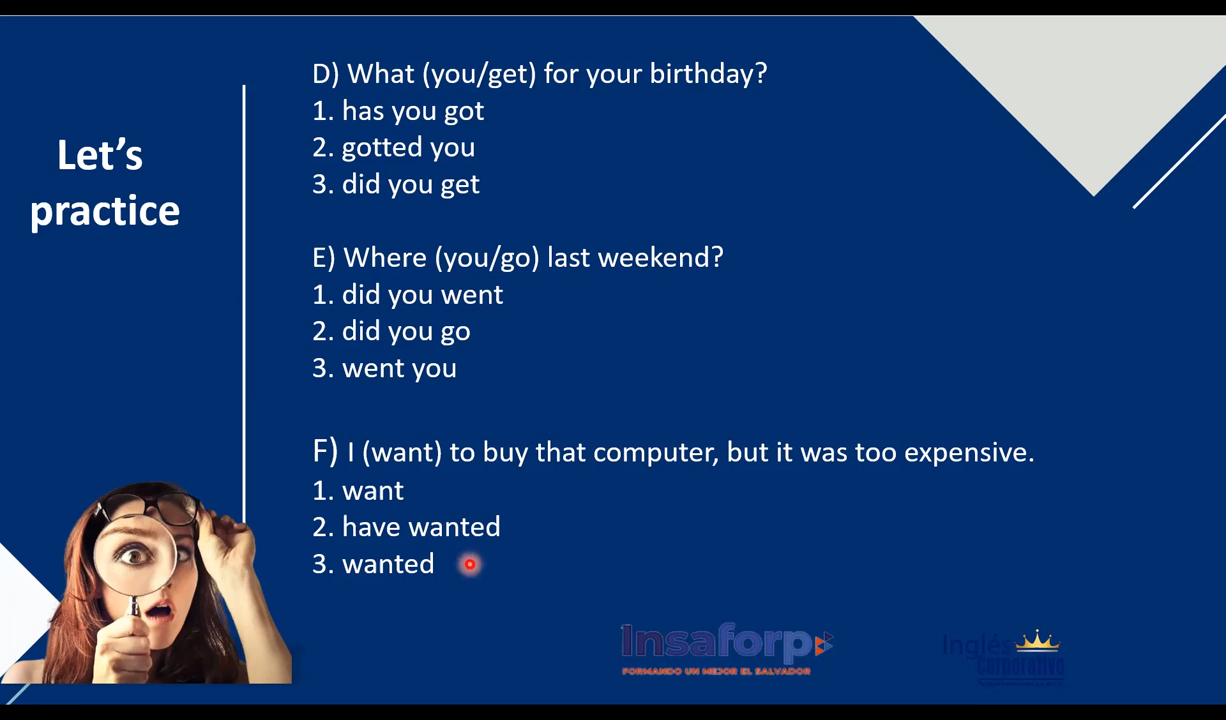 Let’s
practice
D) What (you/get) for your birthday?
1. has you got
2. gotted you
3. did you get
E) Where (you/go) last weekend?
1. did you went
2. did you go
3. went you
F) I (want) to buy that computer, but it was too expensive.
1. want
2. have wanted
3. wanted
Insaforp
FORMANDO UN MEJOR EL SALVADOR
Inglés
Corporativo